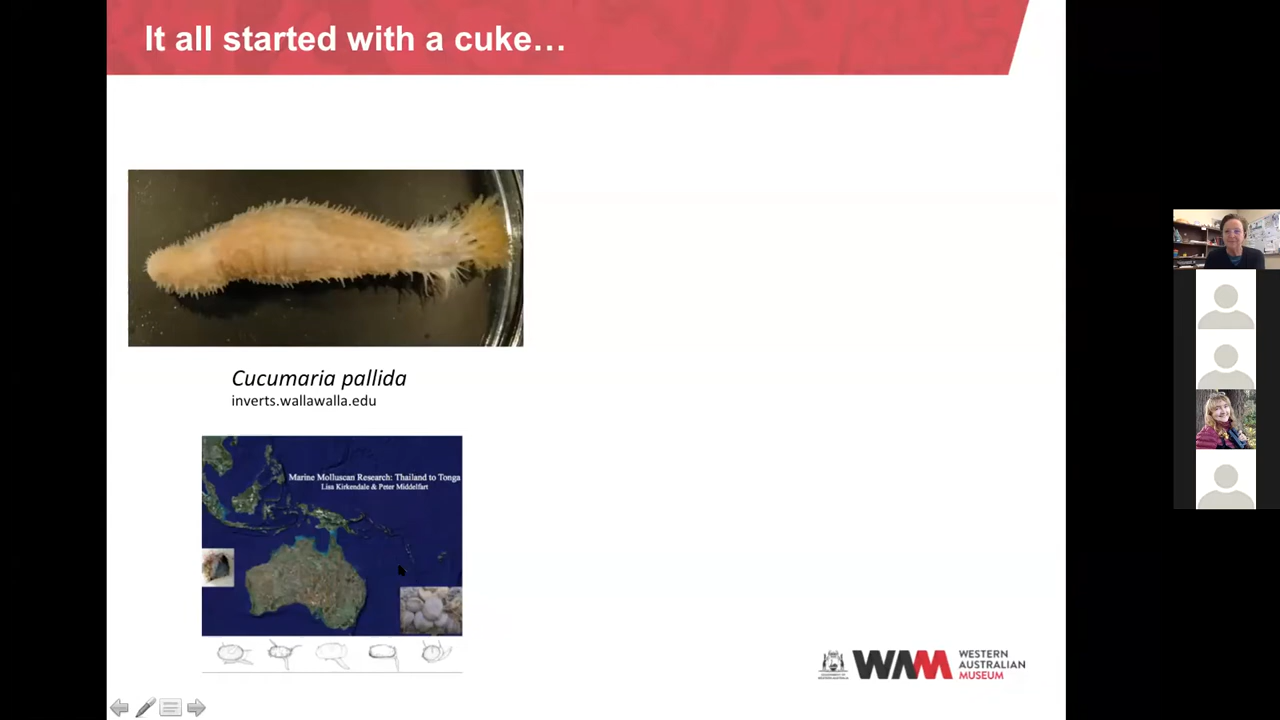 It all started with a cuke…
Cucumaria pallida
inverts.wallawalla.edu
Marine Molluscan Research: Thailand to Tonga
Lisa Kirkendale & Peter Middelfart
WAM
WESTERN
AUSTRALIAN
MUSEUM